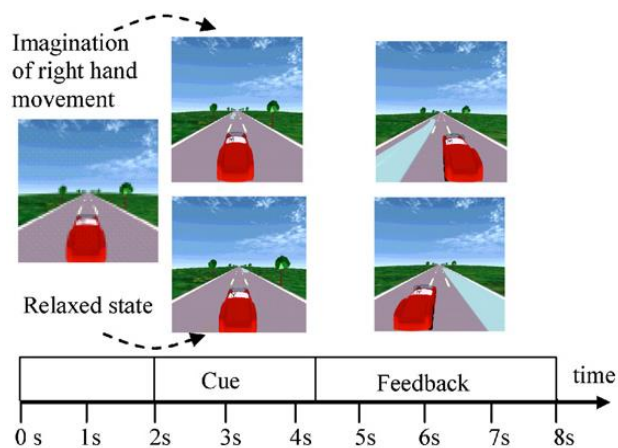 Imagination
of right hand
movement
Relaxed state
Cue
Feedback
time
0 s
1s
2s
3s
4s
5s
6s
7s
8s